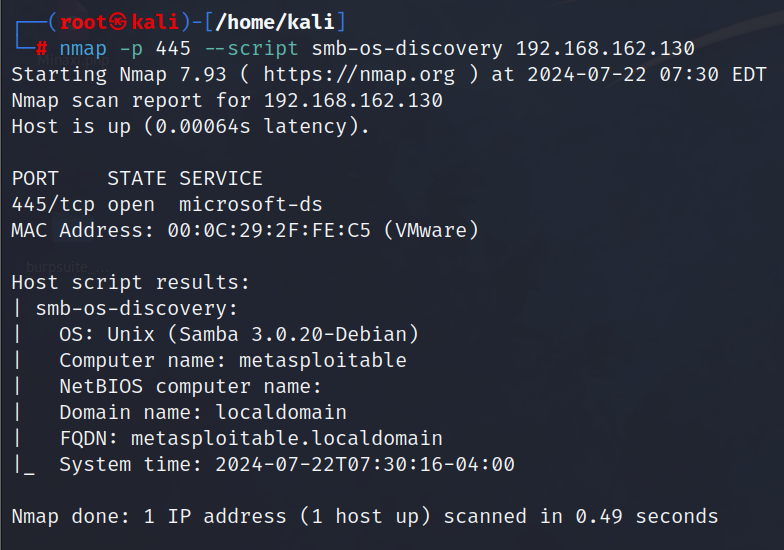 ┌──(root㉿kali)-[/home/kali]
└─# nmap -p 445 --script smb-os-discovery 192.168.162.130
Starting Nmap 7.93 ( https://nmap.org ) at 2024-07-22 07:30 EDT
Nmap scan report for 192.168.162.130
Host is up (0.00064s latency).

PORT    STATE SERVICE
445/tcp open  microsoft-ds
MAC Address: 00:0C:29:2F:FE:C5 (VMware)

Host script results:
| smb-os-discovery:
|   OS: Unix (Samba 3.0.20-Debian)
|   Computer name: metasploitable
|   NetBIOS computer name:
|   Domain name: localdomain
|   FQDN: metasploitable.localdomain
|_  System time: 2024-07-22T07:30:16-04:00

Nmap done: 1 IP address (1 host up) scanned in 0.49 seconds